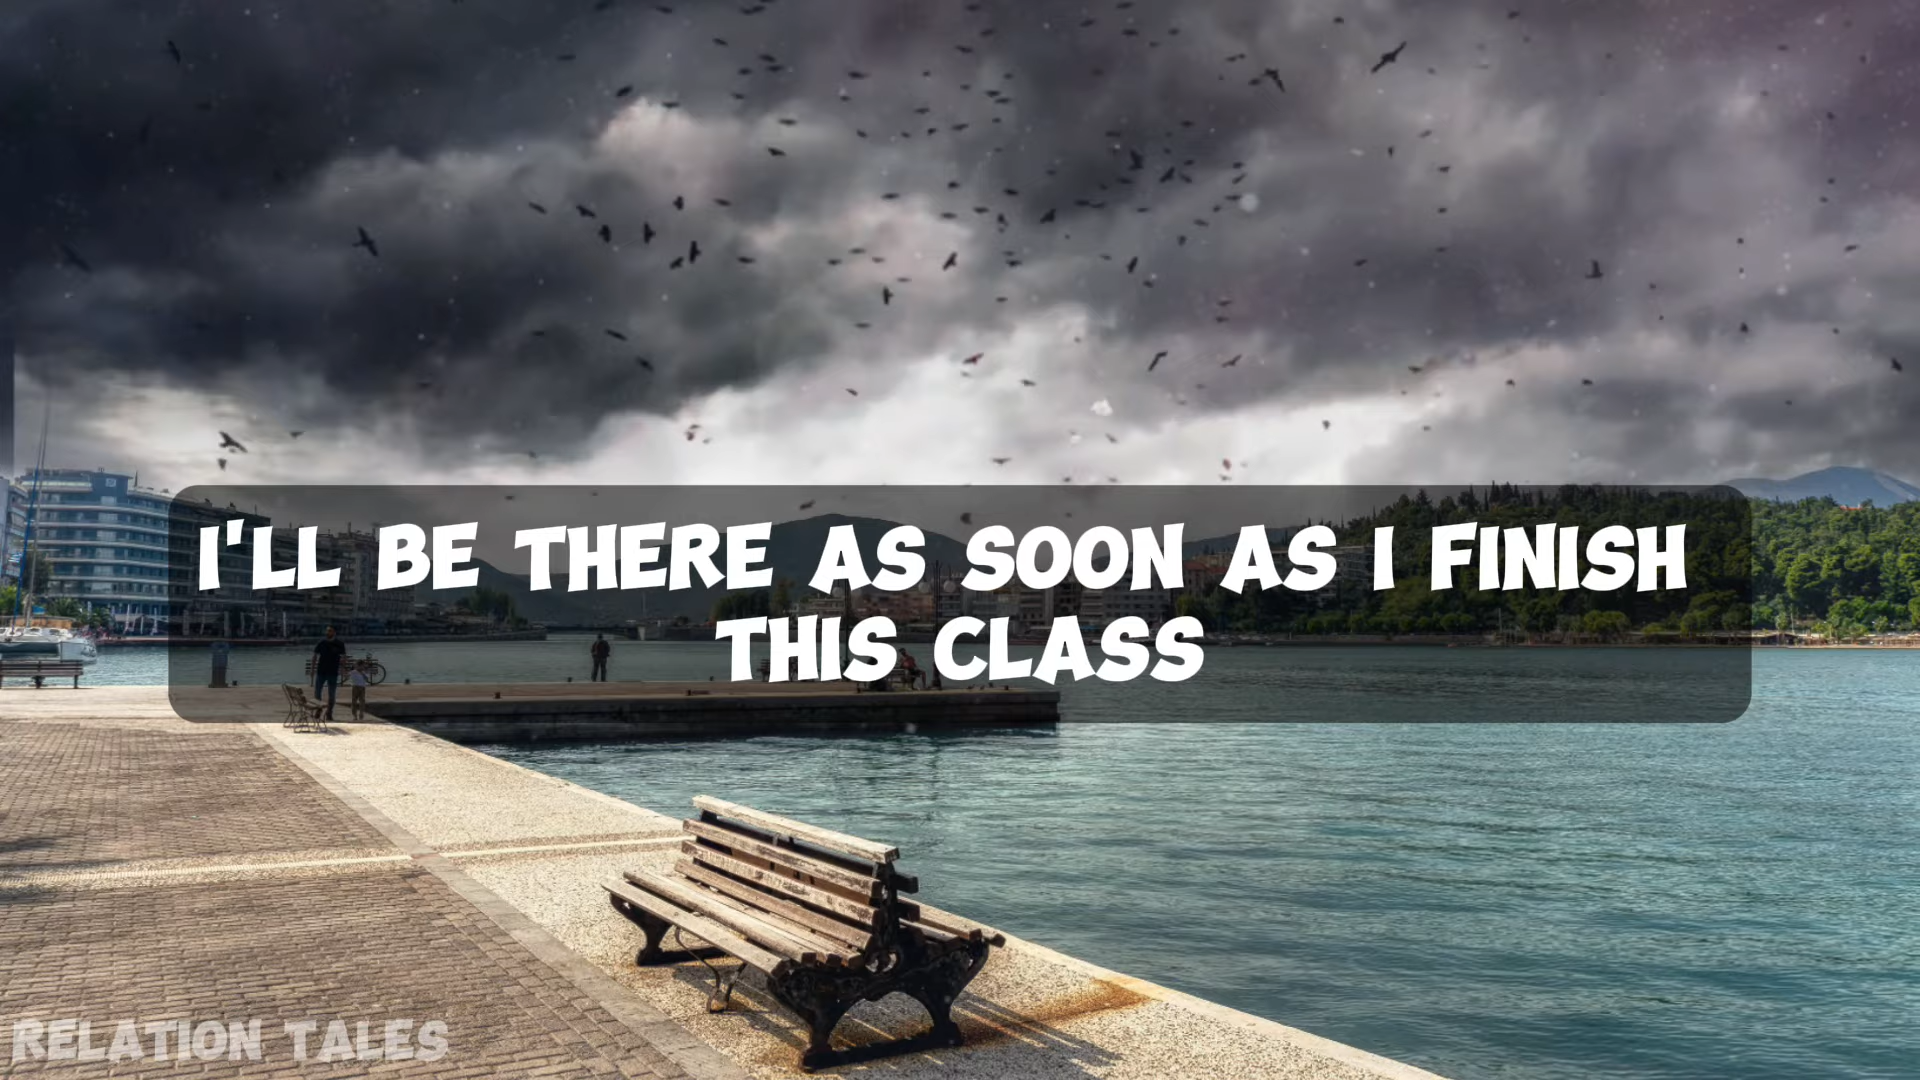 I'LL BE THERE AS SOON AS I FINISH
THIS CLASS
RELATION TALES